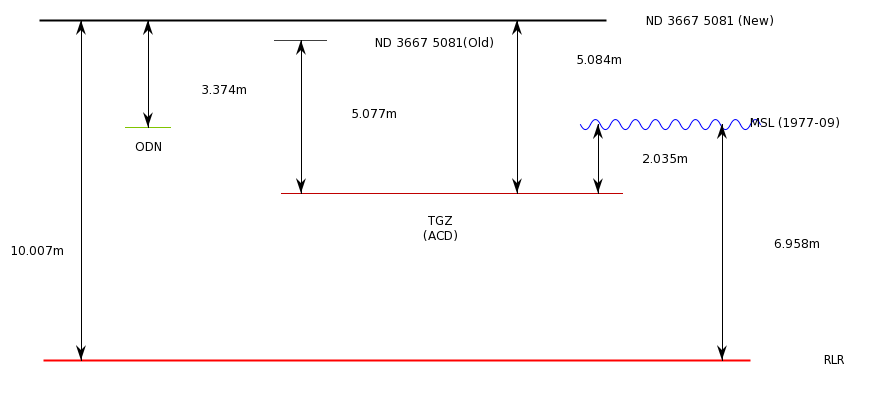 ND 3667 5081 (New)
ND 3667 5081(Old)
5.084m
3.374m
5.077m
MSL (1977-09)
ODN
2.035m
TGZ
(ACD)
10.007m
6.958m
RLR